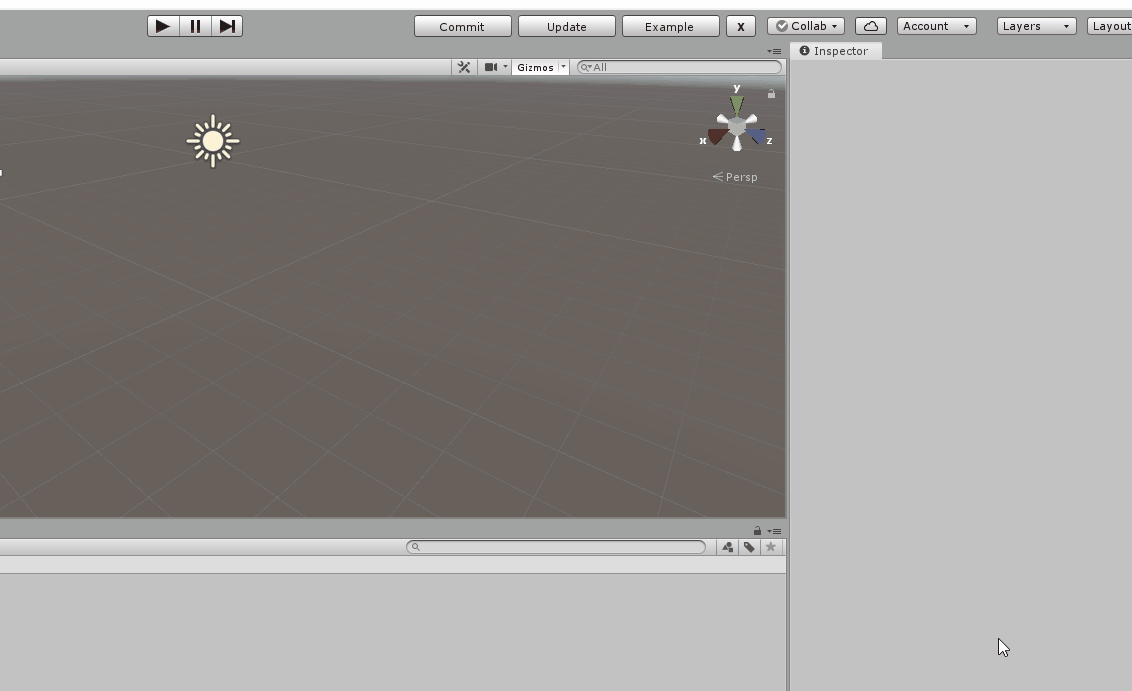 Commit Update Example X Collab Account Layers Layout
Inspector
Gizmos All
y
x z
Persp